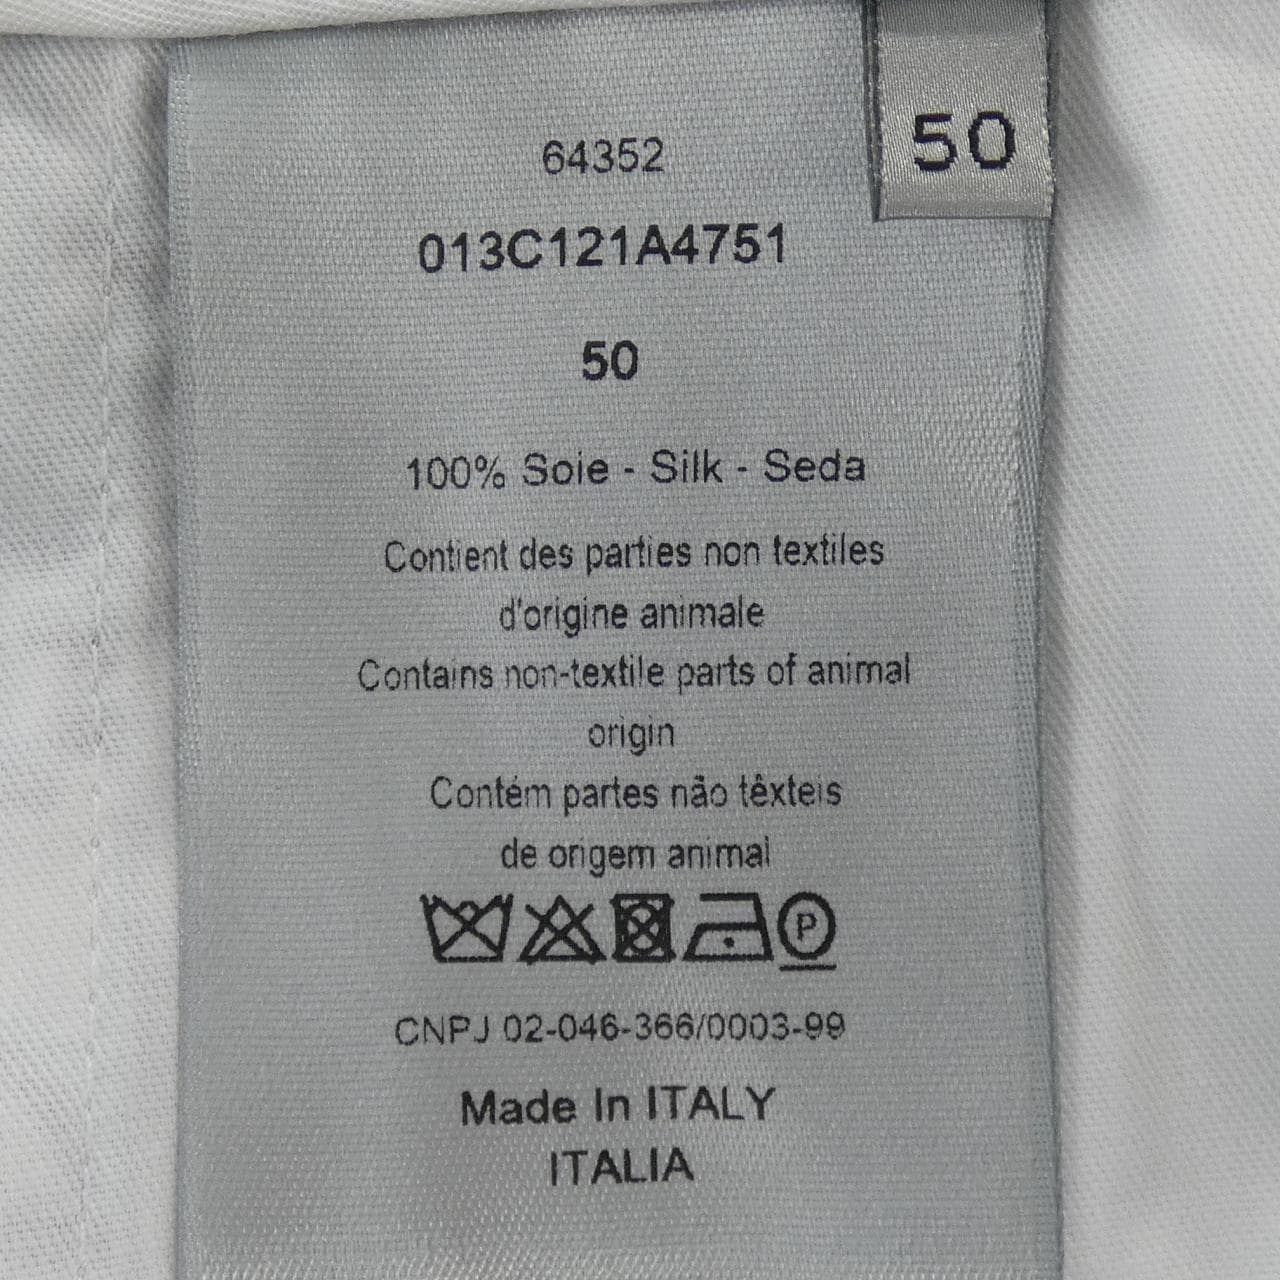 50
64352
013C121A4751
50
100% Soie - Silk - Seda
Contient des parties non textiles
d'origine animale
Contains non-textile parts of animal
origin
Contém partes não têxteis
de origem animal
P
CNPJ 02-046-366/0003-99
Made In ITALY
ITALIA